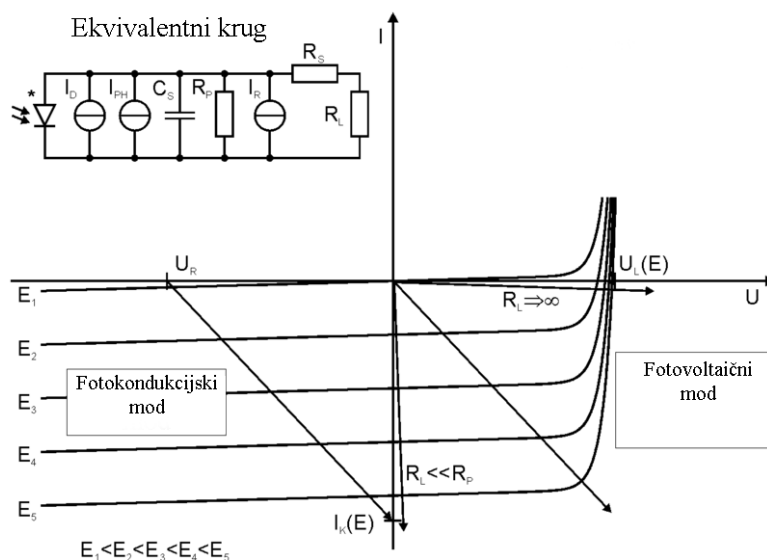 Ekvivalentni krug
I
R_S
* I_D I_PH C_S R_P I_R
R_L
U_R
U_L(E)
E_1
R_L⇒∞
U
E_2
Fotokondukcijski
mod
Fotovoltaični
mod
E_3
E_4
R_L<<R_P
E_5
I_K(E)
E_1<E_2<E_3<E_4<E_5